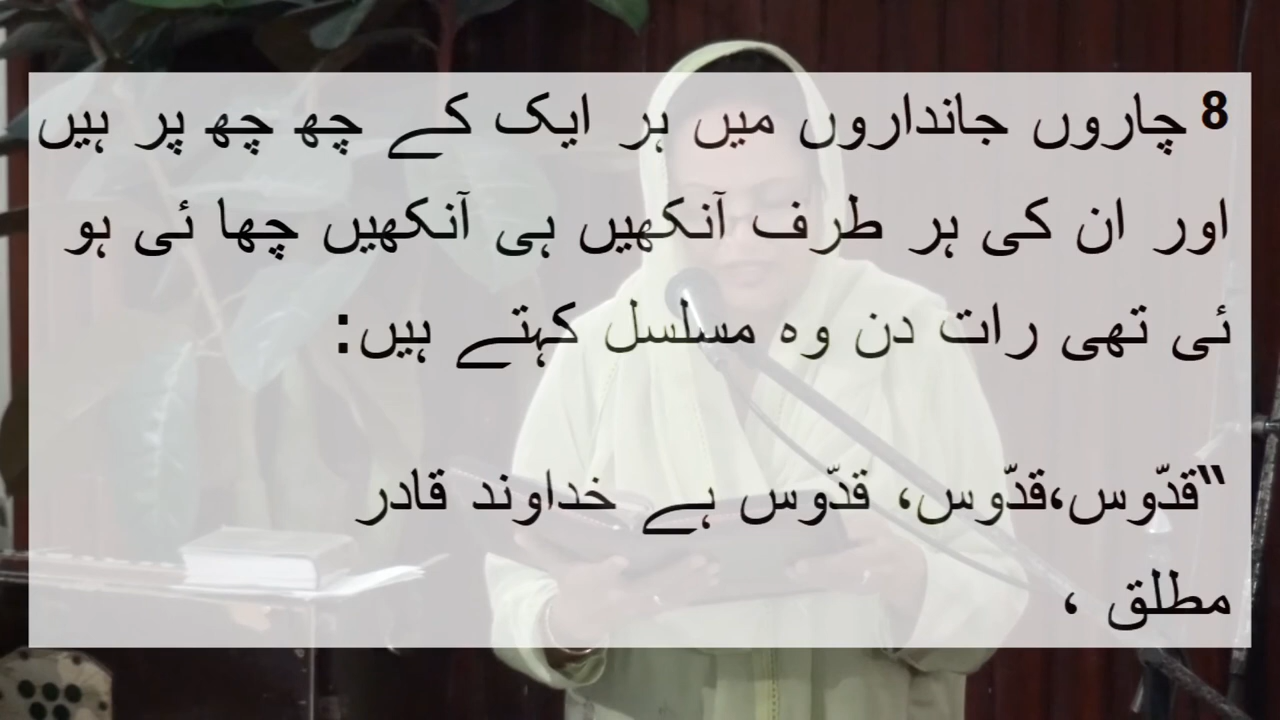 8 چاروں جانداروں میں ہر ایک کے چھ چھ پر ہیں
اور ان کی ہر طرف آنکھیں ہی آنکھیں چھا ئی ہو
ئی تھی رات دن وہ مسلسل کہتے ہیں:
“قدّوس،قدّوس، قدّوس ہے خداوند قادر
مطلق ،